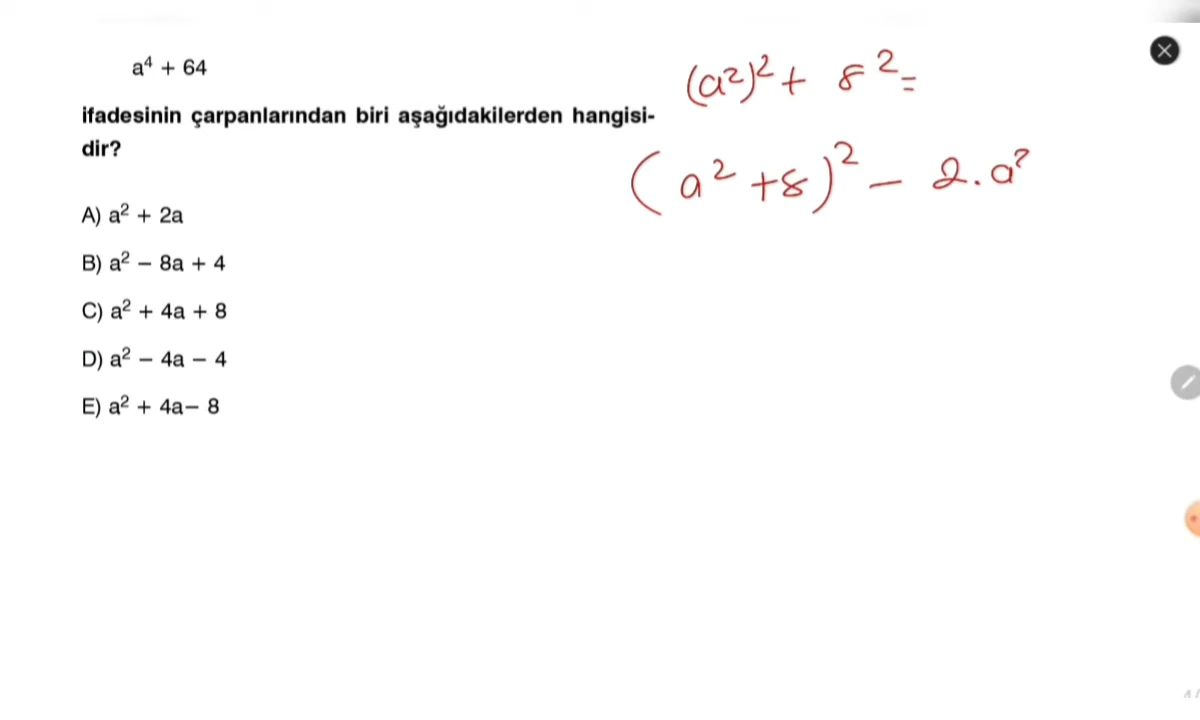 a⁴ + 64
ifadesinin çarpanlarından biri aşağıdakilerden hangisi-
dir?
A) a² + 2a
B) a² – 8a + 4
C) a² + 4a + 8
D) a² – 4a – 4
E) a² + 4a– 8
(a²)² + 8² =
(a² + 8)² – 2.a²